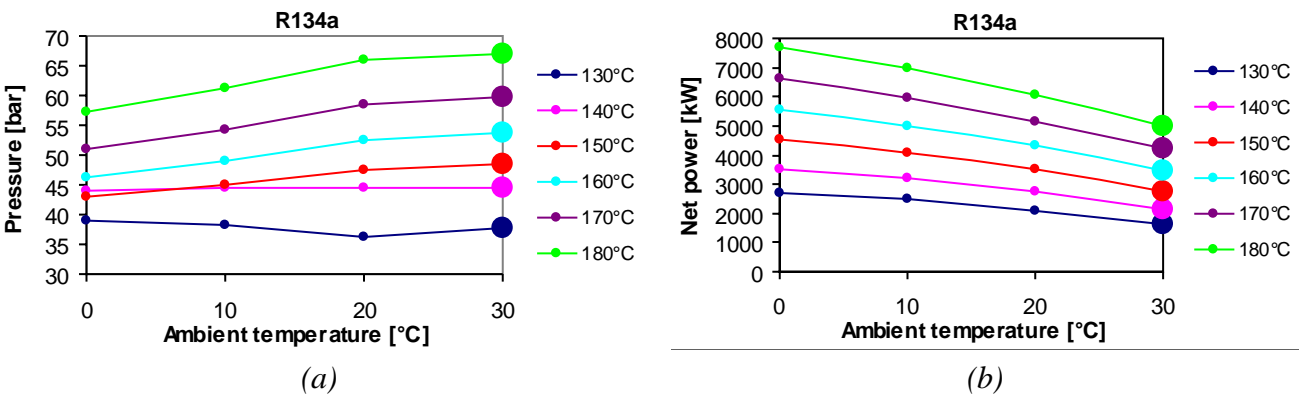 R134a
70
65
60
55
50
45
40
35
30
Pressure [bar]
0 10 20 30
Ambient temperature [°C]
130°C
140°C
150°C
160°C
170°C
180°C
(a)
R134a
8000
7000
6000
5000
4000
3000
2000
1000
0
Net power [kW]
0 10 20 30
Ambient temperature [°C]
130°C
140°C
150°C
160°C
170°C
180°C
(b)